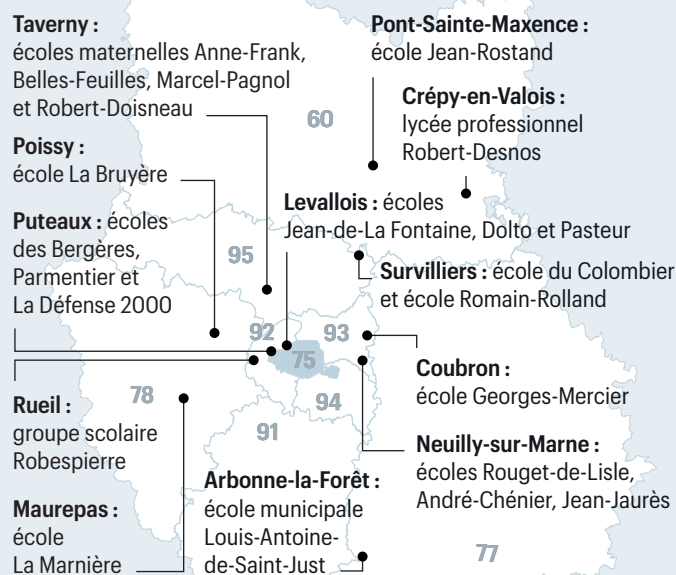 Taverny :
écoles maternelles Anne-Frank,
Belles-Feuilles, Marcel-Pagnol
et Robert-Doisneau
Pont-Sainte-Maxence :
école Jean-Rostand
Crépy-en-Valois :
lycée professionnel
Robert-Desnos
60
Poissy :
école La Bruyère
Levallois : écoles
Jean-de-La Fontaine, Dolto et Pasteur
Puteaux : écoles
des Bergères,
Parmentier et
La Défense 2000
95
Survilliers : école du Colombier
et école Romain-Rolland
92
93
75
Coubron :
école Georges-Mercier
78
94
91
Rueil :
groupe scolaire
Robespierre
Neuilly-sur-Marne :
écoles Rouget-de-Lisle,
André-Chénier, Jean-Jaurès
Arbonne-la-Forêt :
école municipale
Louis-Antoine-
de-Saint-Just
Maurepas :
école
La Marnière
77